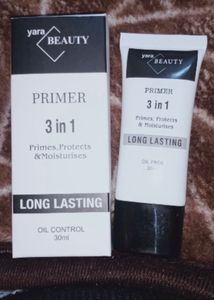 yara
BEAUTY
PRIMER
3 in 1
Primes, Protects
&Moisturises
LONG LASTING
OIL CONTROL
30ml
yara
BEAUTY
PRIMER
3 in 1
Primes, Protects
& Moisturises
LONG LASTING
OIL